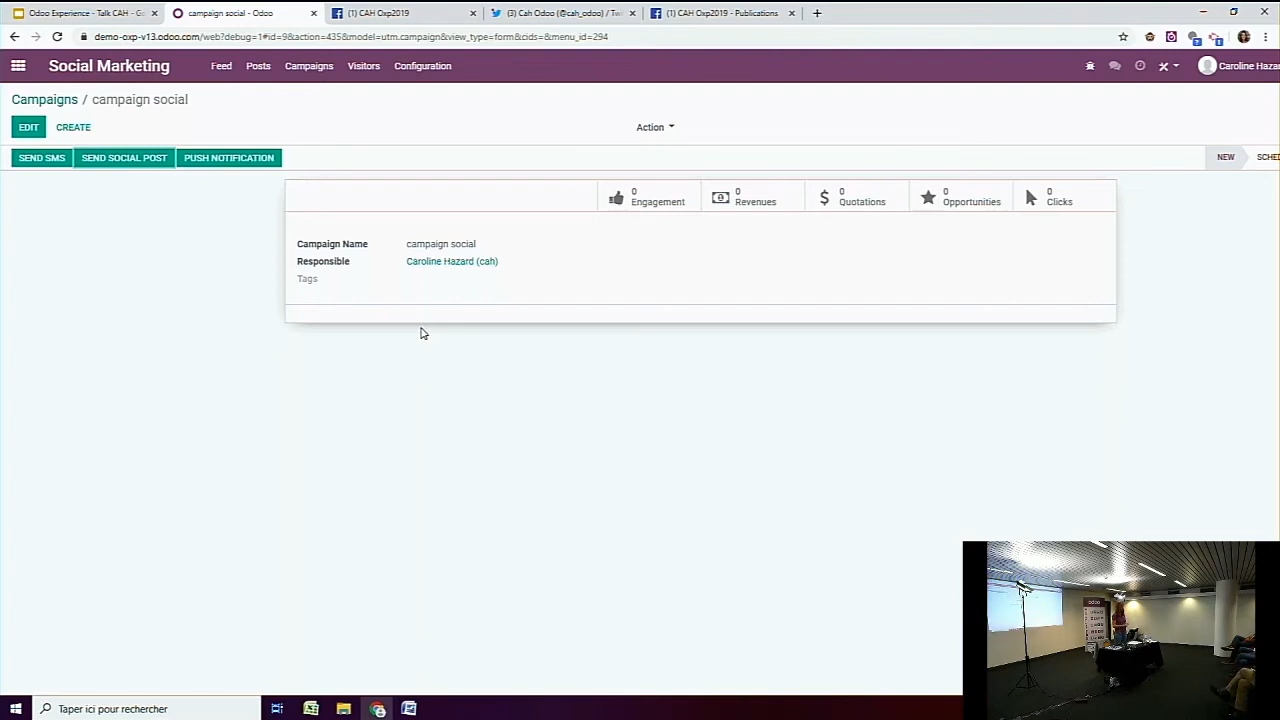 Odoo Experience - Talk CAH - Go
campaign social - Odoo
(1) CAH Oxp2019
(3) Cah Odoo (@cah_odoo) / Twi
(1) CAH Oxp2019 - Publications
demo-oxp-v13.odoo.com/web?debug=1#id=9&action=435&model=utm.campaign&view_type=form&cids=&menu_id=294
Social Marketing
Feed
Posts
Campaigns
Visitors
Configuration
Caroline Hazar
Campaigns / campaign social
EDIT
CREATE
Action
SEND SMS
SEND SOCIAL POST
PUSH NOTIFICATION
NEW
SCHED
0
Engagement
0
Revenues
0
Quotations
0
Opportunities
0
Clicks
Campaign Name campaign social
Responsible Caroline Hazard (cah)
Tags
odoo
Taper ici pour rechercher